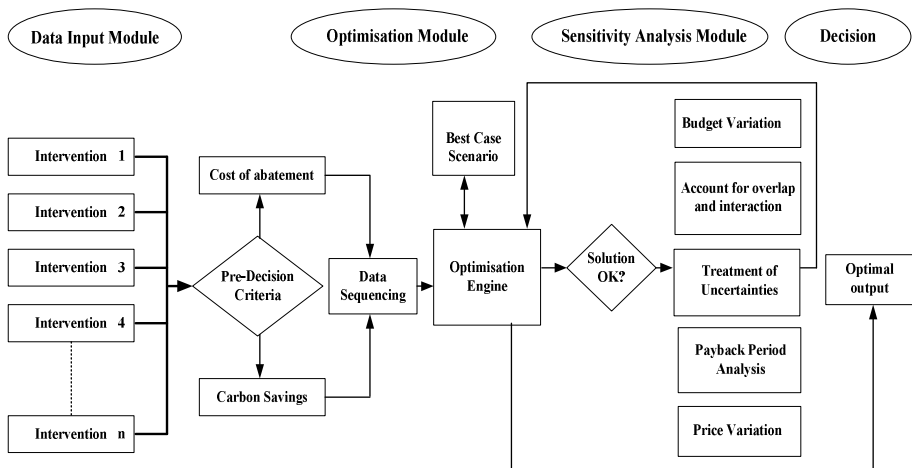 Data Input Module
Optimisation Module
Sensitivity Analysis Module
Decision
Intervention 1
Intervention 2
Intervention 3
Intervention 4
Intervention n
Cost of abatement
Pre-Decision
Criteria
Carbon Savings
Data
Sequencing
Best Case
Scenario
Optimisation
Engine
Solution
OK?
Budget Variation
Account for overlap
and interaction
Treatment of
Uncertainties
Payback Period
Analysis
Price Variation
Optimal
output